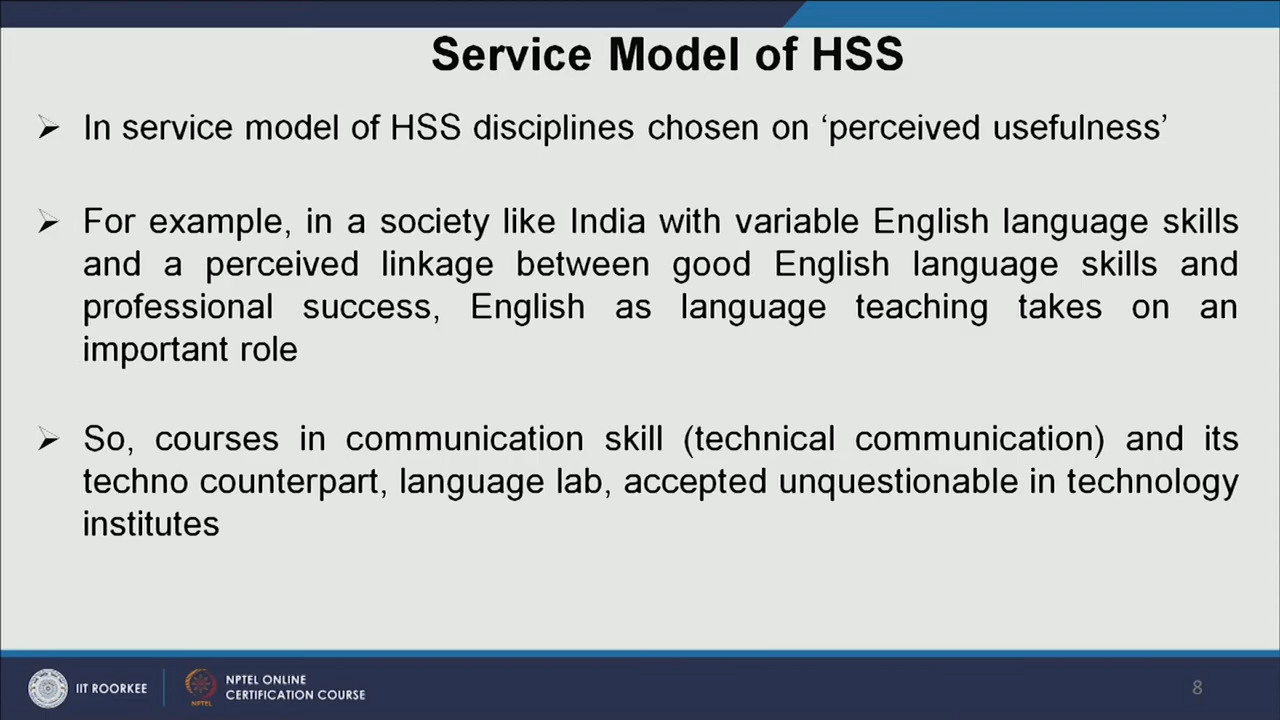 Service Model of HSS
➢ In service model of HSS disciplines chosen on ‘perceived usefulness’
➢ For example, in a society like India with variable English language skills
and a perceived linkage between good English language skills and
professional success, English as language teaching takes on an
important role
➢ So, courses in communication skill (technical communication) and its
techno counterpart, language lab, accepted unquestionable in technology
institutes
IIT ROORKEE
NPTEL ONLINE
CERTIFICATION COURSE
NPTEL
8